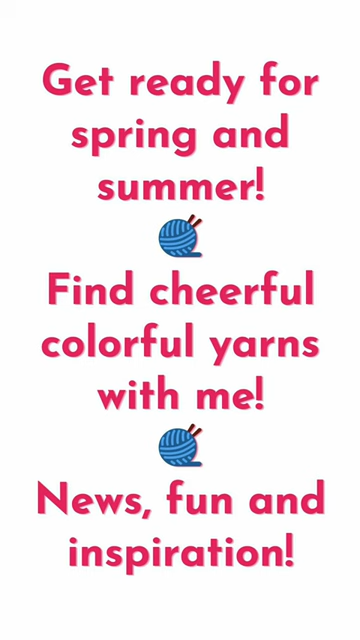 Get ready for
spring and
summer!
🧶
Find cheerful
colorful yarns
with me!
🧶
News, fun and
inspiration!